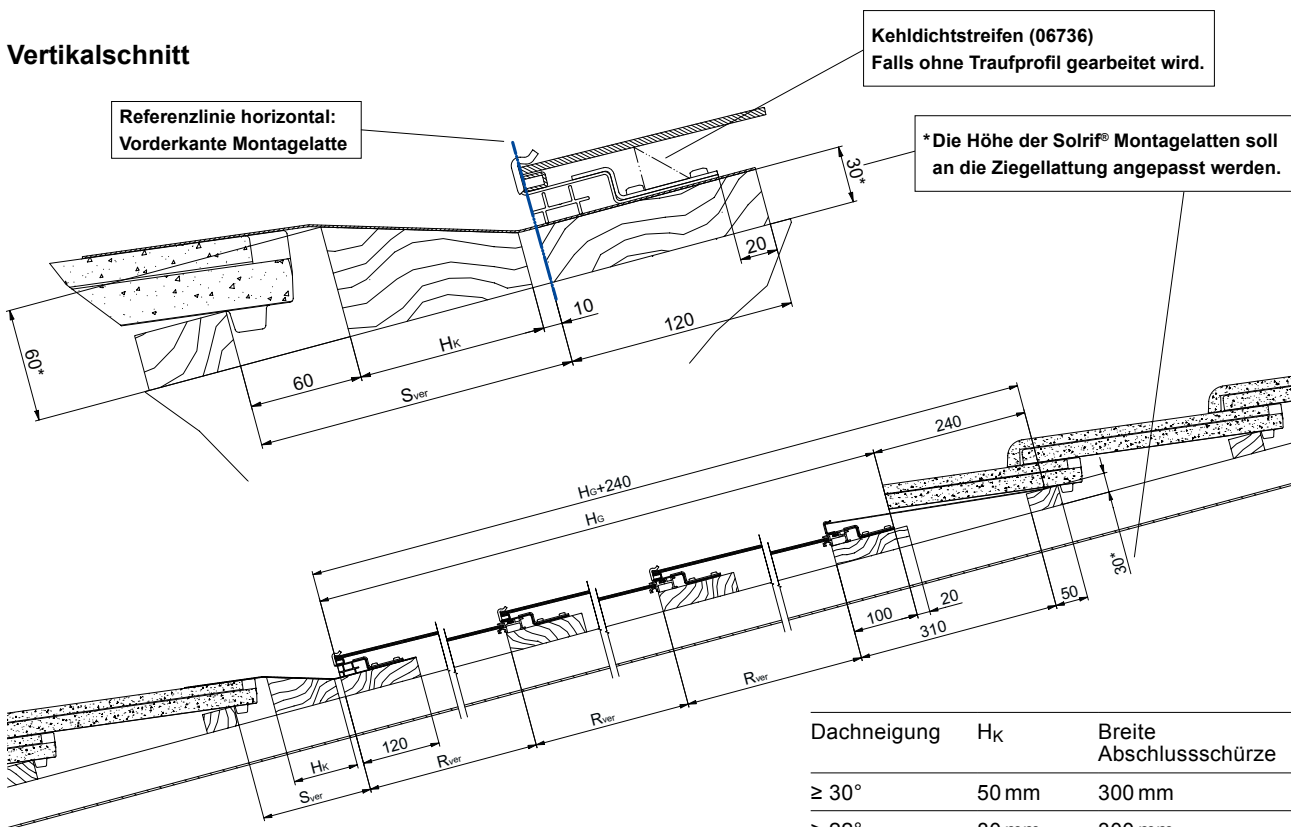 Vertikalschnitt
Kehldichtstreifen (06736)
Falls ohne Traufprofil gearbeitet wird.
Referenzlinie horizontal:
Vorderkante Montagelatte
*Die Höhe der Solrif® Montagelatten soll
an die Ziegellattung angepasst werden.
30*
20
10
120
HK
60
Sver
60*
240
HG+240
HG
30*
50
20
100
310
Rver
Rver
Rver
120
HK
Sver
Dachneigung HK Breite
Abschlussschürze
≥ 30° 50 mm 300 mm